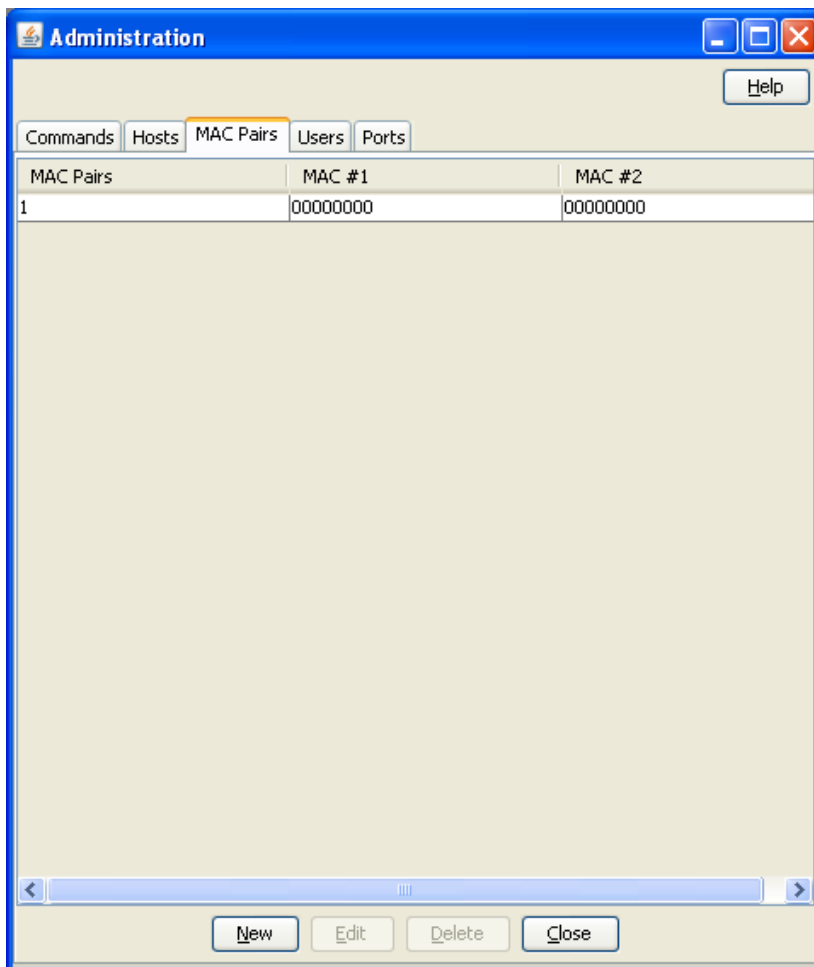 Administration
Help
Commands Hosts MAC Pairs Users Ports
MAC Pairs MAC #1 MAC #2
1 00000000 00000000
New Edit Delete Close